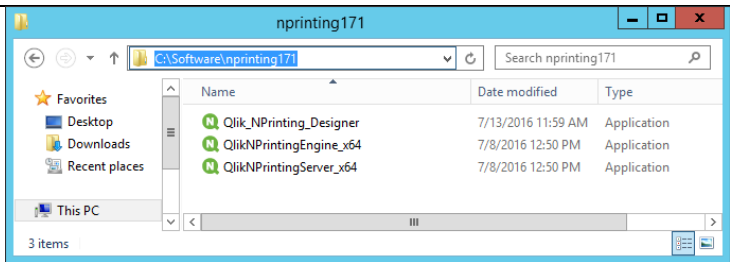 nprinting171
C:\Software\nprinting171
Search nprinting171
Favorites
Desktop
Downloads
Recent places
This PC
Name Date modified Type
Qlik_NPrinting_Designer 7/13/2016 11:59 AM Application
QlikNPrintingEngine_x64 7/8/2016 12:50 PM Application
QlikNPrintingServer_x64 7/8/2016 12:50 PM Application
3 items